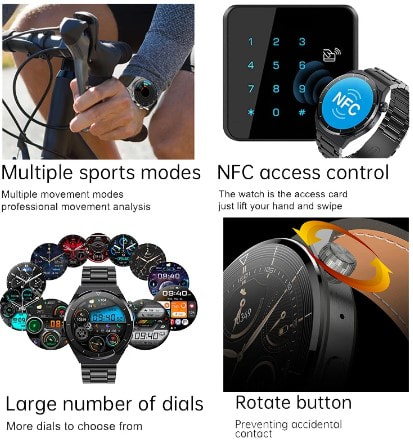 1 2 3
4 5 6
7 8 9
0
NFC
Multiple sports modes
Multiple movement modes
professional movement analysis
NFC access control
The watch is the access card
just lift your hand and swipe
09:40
Large number of dials
More dials to choose from
Rotate button
Preventing accidental
contact